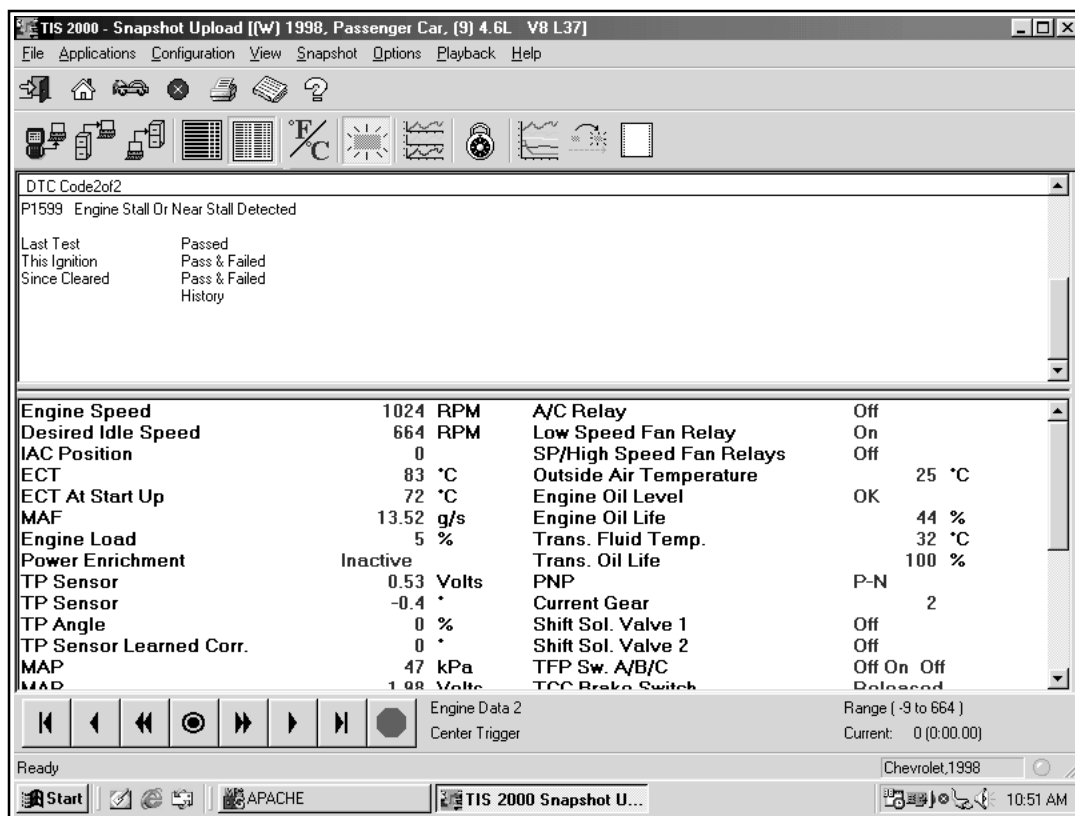 TIS 2000 - Snapshot Upload [(W) 1998, Passenger Car, (9) 4.6L V8 L37]
File Applications Configuration View Snapshot Options Playback Help
°F/C
DTC Code2of2
P1599 Engine Stall Or Near Stall Detected
Last Test Passed
This Ignition Pass & Failed
Since Cleared Pass & Failed
History
Engine Speed 1024 RPM A/C Relay Off
Desired Idle Speed 664 RPM Low Speed Fan Relay On
IAC Position 0 SP/High Speed Fan Relays Off
ECT 83 °C Outside Air Temperature 25 °C
ECT At Start Up 72 °C Engine Oil Level OK
MAF 13.52 g/s Engine Oil Life 44 %
Engine Load 5 % Trans. Fluid Temp. 32 °C
Power Enrichment Inactive Trans. Oil Life 100 %
TP Sensor 0.53 Volts PNP P-N
TP Sensor -0.4 ° Current Gear 2
TP Angle 0 % Shift Sol. Valve 1 Off
TP Sensor Learned Corr. 0 ° Shift Sol. Valve 2 Off
MAP 47 kPa TFP Sw. A/B/C Off On Off
MAP 1.98 Volts TCC Brake Switch Released
Engine Data 2 Range ( -9 to 664 )
Center Trigger Current: 0 (0:00.00)
Ready Chevrolet,1998
Start APACHE TIS 2000 Snapshot U... 10:51 AM